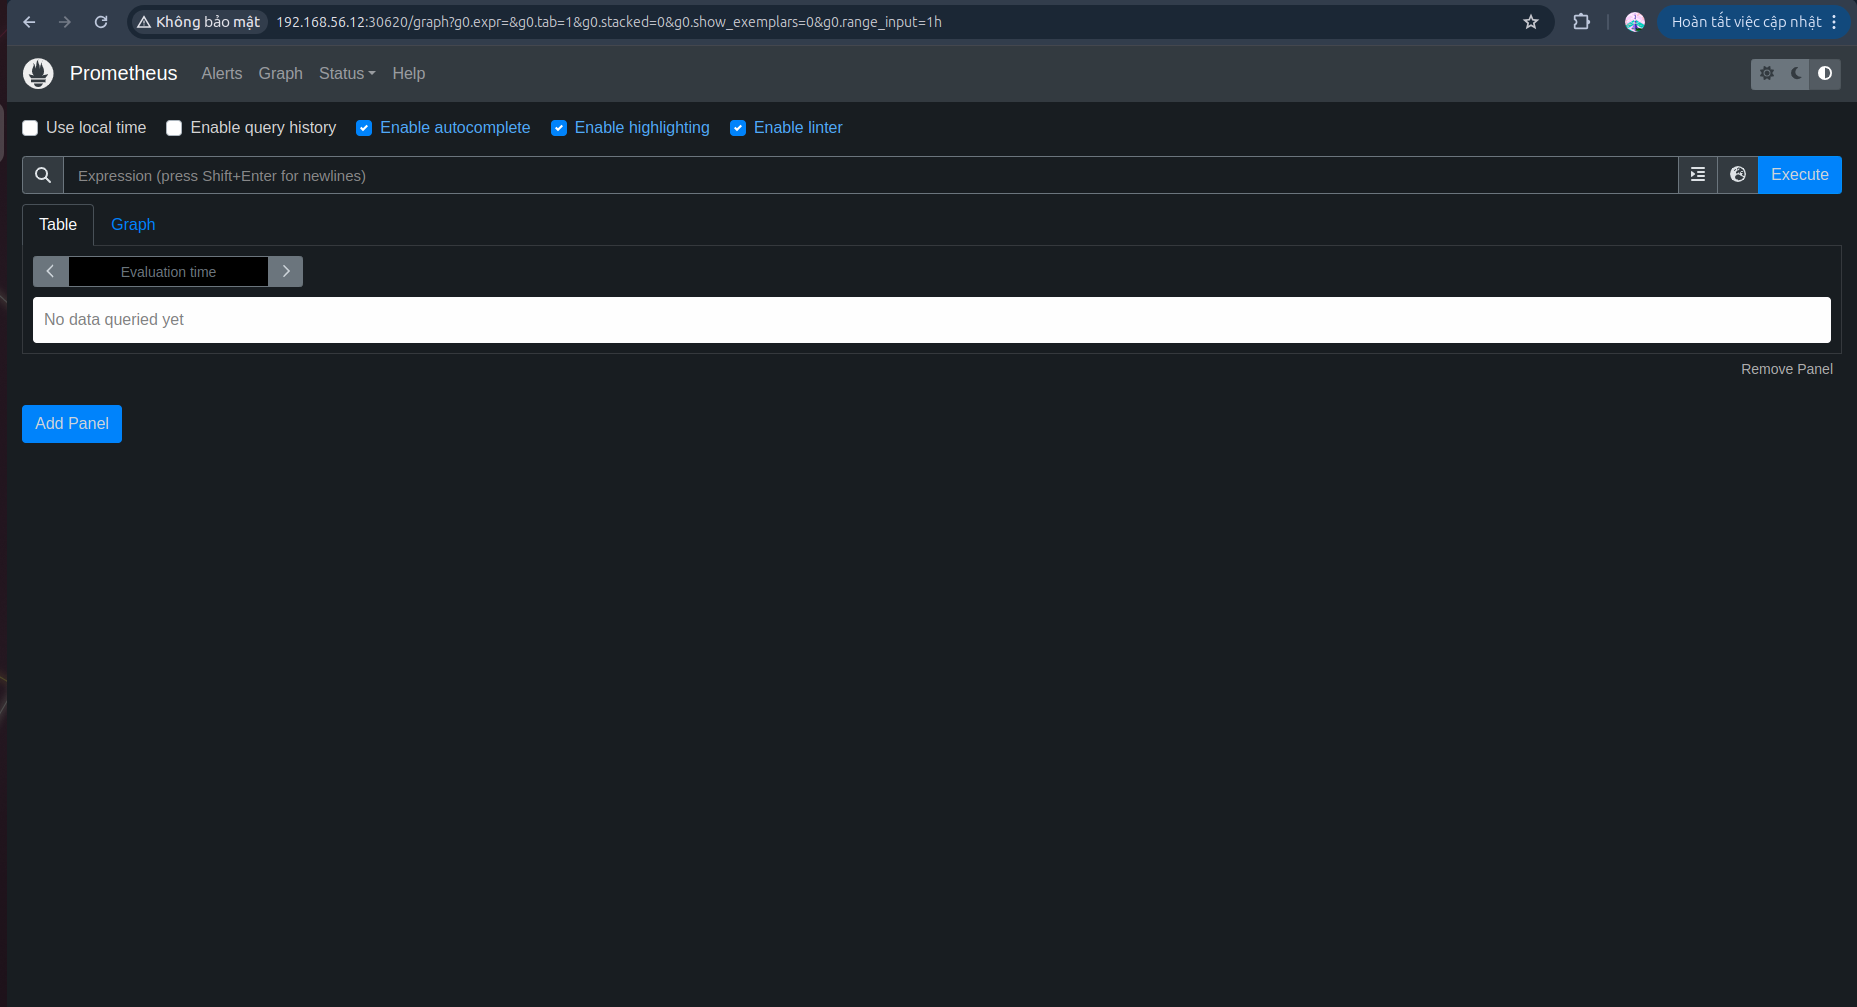 Không bảo mật 192.168.56.12:30620/graph?g0.expr=&g0.tab=1&g0.stacked=0&g0.show_exemplars=0&g0.range_input=1h Hoàn tất việc cập nhật
Prometheus Alerts Graph Status Help
Use local time Enable query history Enable autocomplete Enable highlighting Enable linter
Expression (press Shift+Enter for newlines) Execute
Table Graph
Evaluation time
No data queried yet
Remove Panel
Add Panel